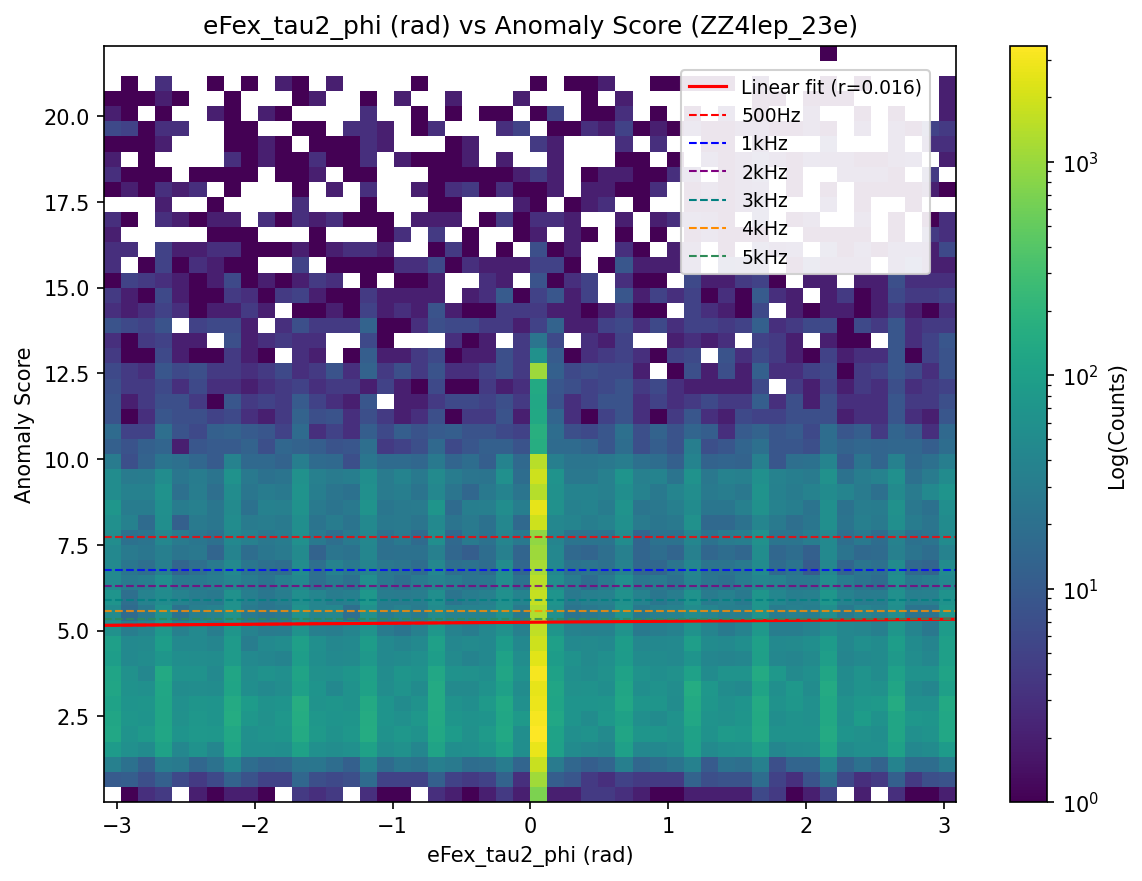 eFex_tau2_phi (rad) vs Anomaly Score (ZZ4lep_23e)
Linear fit (r=0.016)
500Hz
1kHz
2kHz
3kHz
4kHz
5kHz
20.0
17.5
15.0
12.5
10.0
7.5
5.0
2.5
Anomaly Score
−3
−2
−1
0
1
2
3
eFex_tau2_phi (rad)
10³
10²
10¹
10⁰
Log(Counts)